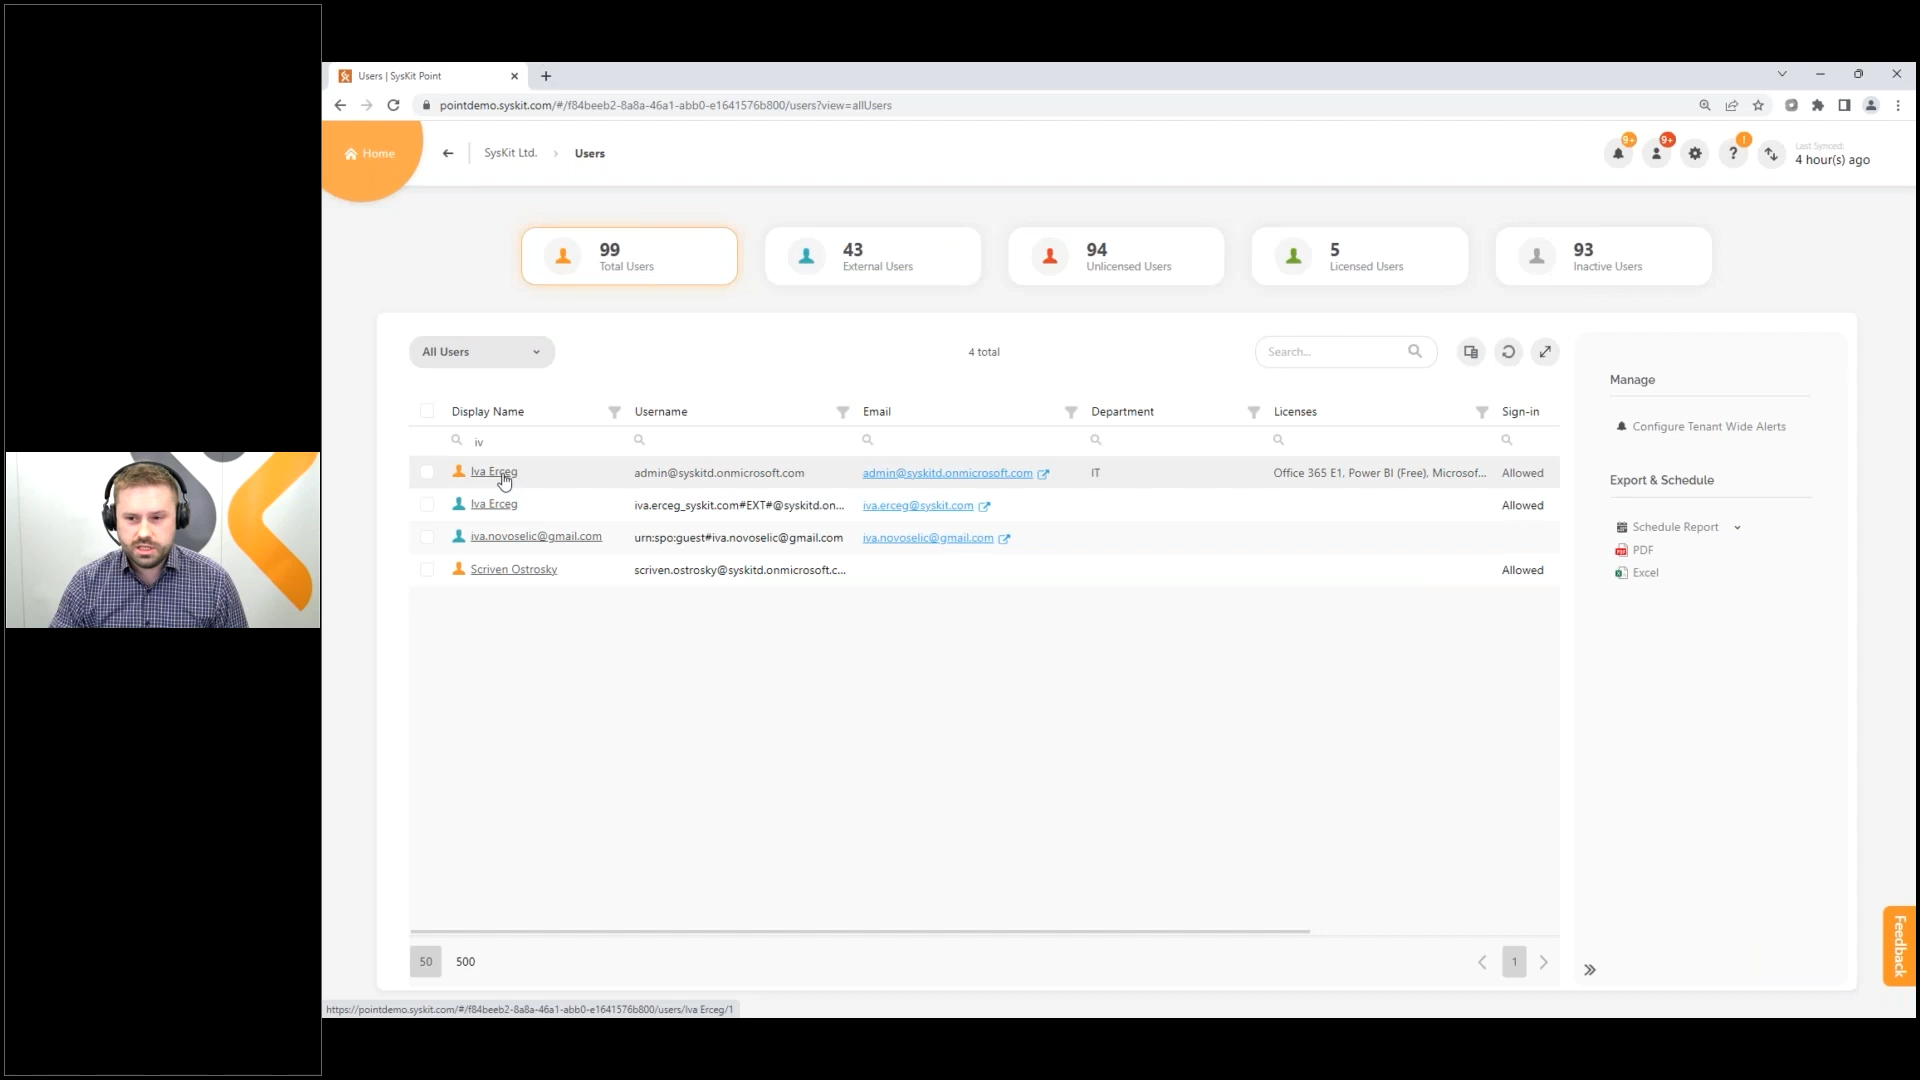 Users | SysKit Point
pointdemo.syskit.com/#/f84beeb2-8a8a-46a1-abb0-e1641576b800/users?view=allUsers
Home
SysKit Ltd. > Users
9+
9+
!
?
Last Synced:
4 hour(s) ago
99
Total Users
43
External Users
94
Unlicensed Users
5
Licensed Users
93
Inactive Users
All Users
4 total
Search...
Display Name Username Email Department Licenses Sign-in
iv
Iva Erceg admin@syskitd.onmicrosoft.com admin@syskitd.onmicrosoft.com IT Office 365 E1, Power BI (Free), Microsof... Allowed
Iva Erceg iva.erceg_syskit.com#EXT#@syskitd.on... iva.erceg@syskit.com Allowed
iva.novoselic@gmail.com urn:spo:guest#iva.novoselic@gmail.com iva.novoselic@gmail.com
Scriven Ostrosky scriven.ostrosky@syskitd.onmicrosoft.c... Allowed
Manage
Configure Tenant Wide Alerts
Export & Schedule
Schedule Report
PDF
Excel
50 500
1
Feedback
https://pointdemo.syskit.com/#/f84beeb2-8a8a-46a1-abb0-e1641576b800/users/Iva Erceg/1